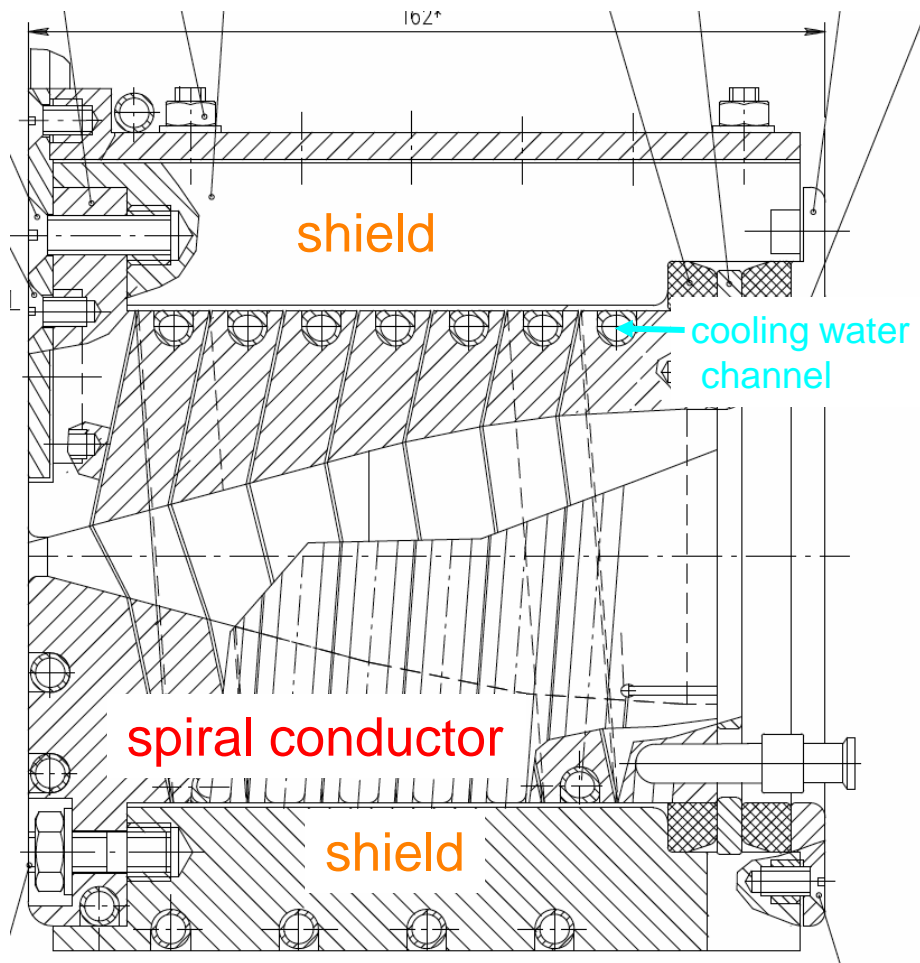 162*
shield
cooling water
channel
spiral conductor
shield